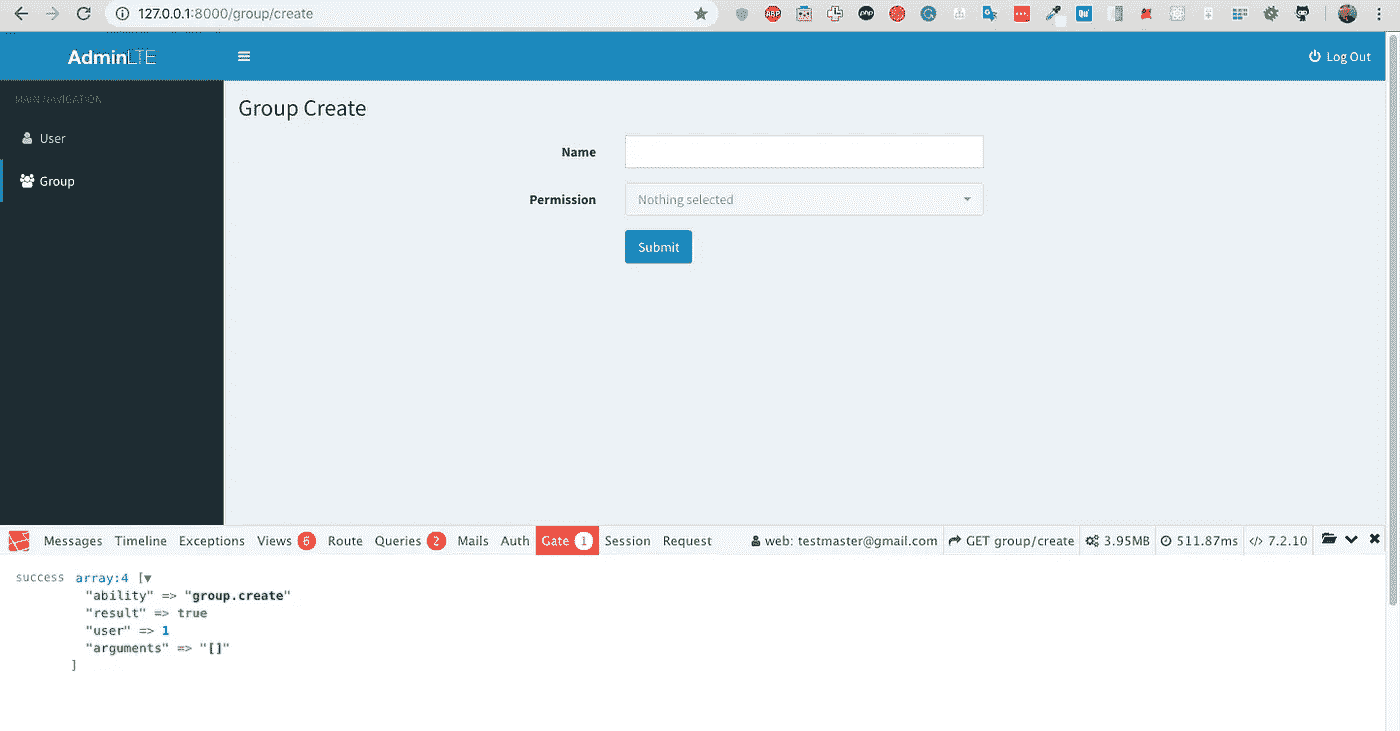 127.0.0.1:8000/group/create
AdminLTE
Log Out
MAIN NAVIGATION
Group Create
User
Name
Group
Permission
Nothing selected
Submit
Messages Timeline Exceptions Views 6 Route Queries 2 Mails Auth Gate 1 Session Request web: testmaster@gmail.com GET group/create 3.95MB 511.87ms </> 7.2.10
success array:4 [▼
"ability" => "group.create"
"result" => true
"user" => 1
"arguments" => "[]"
]